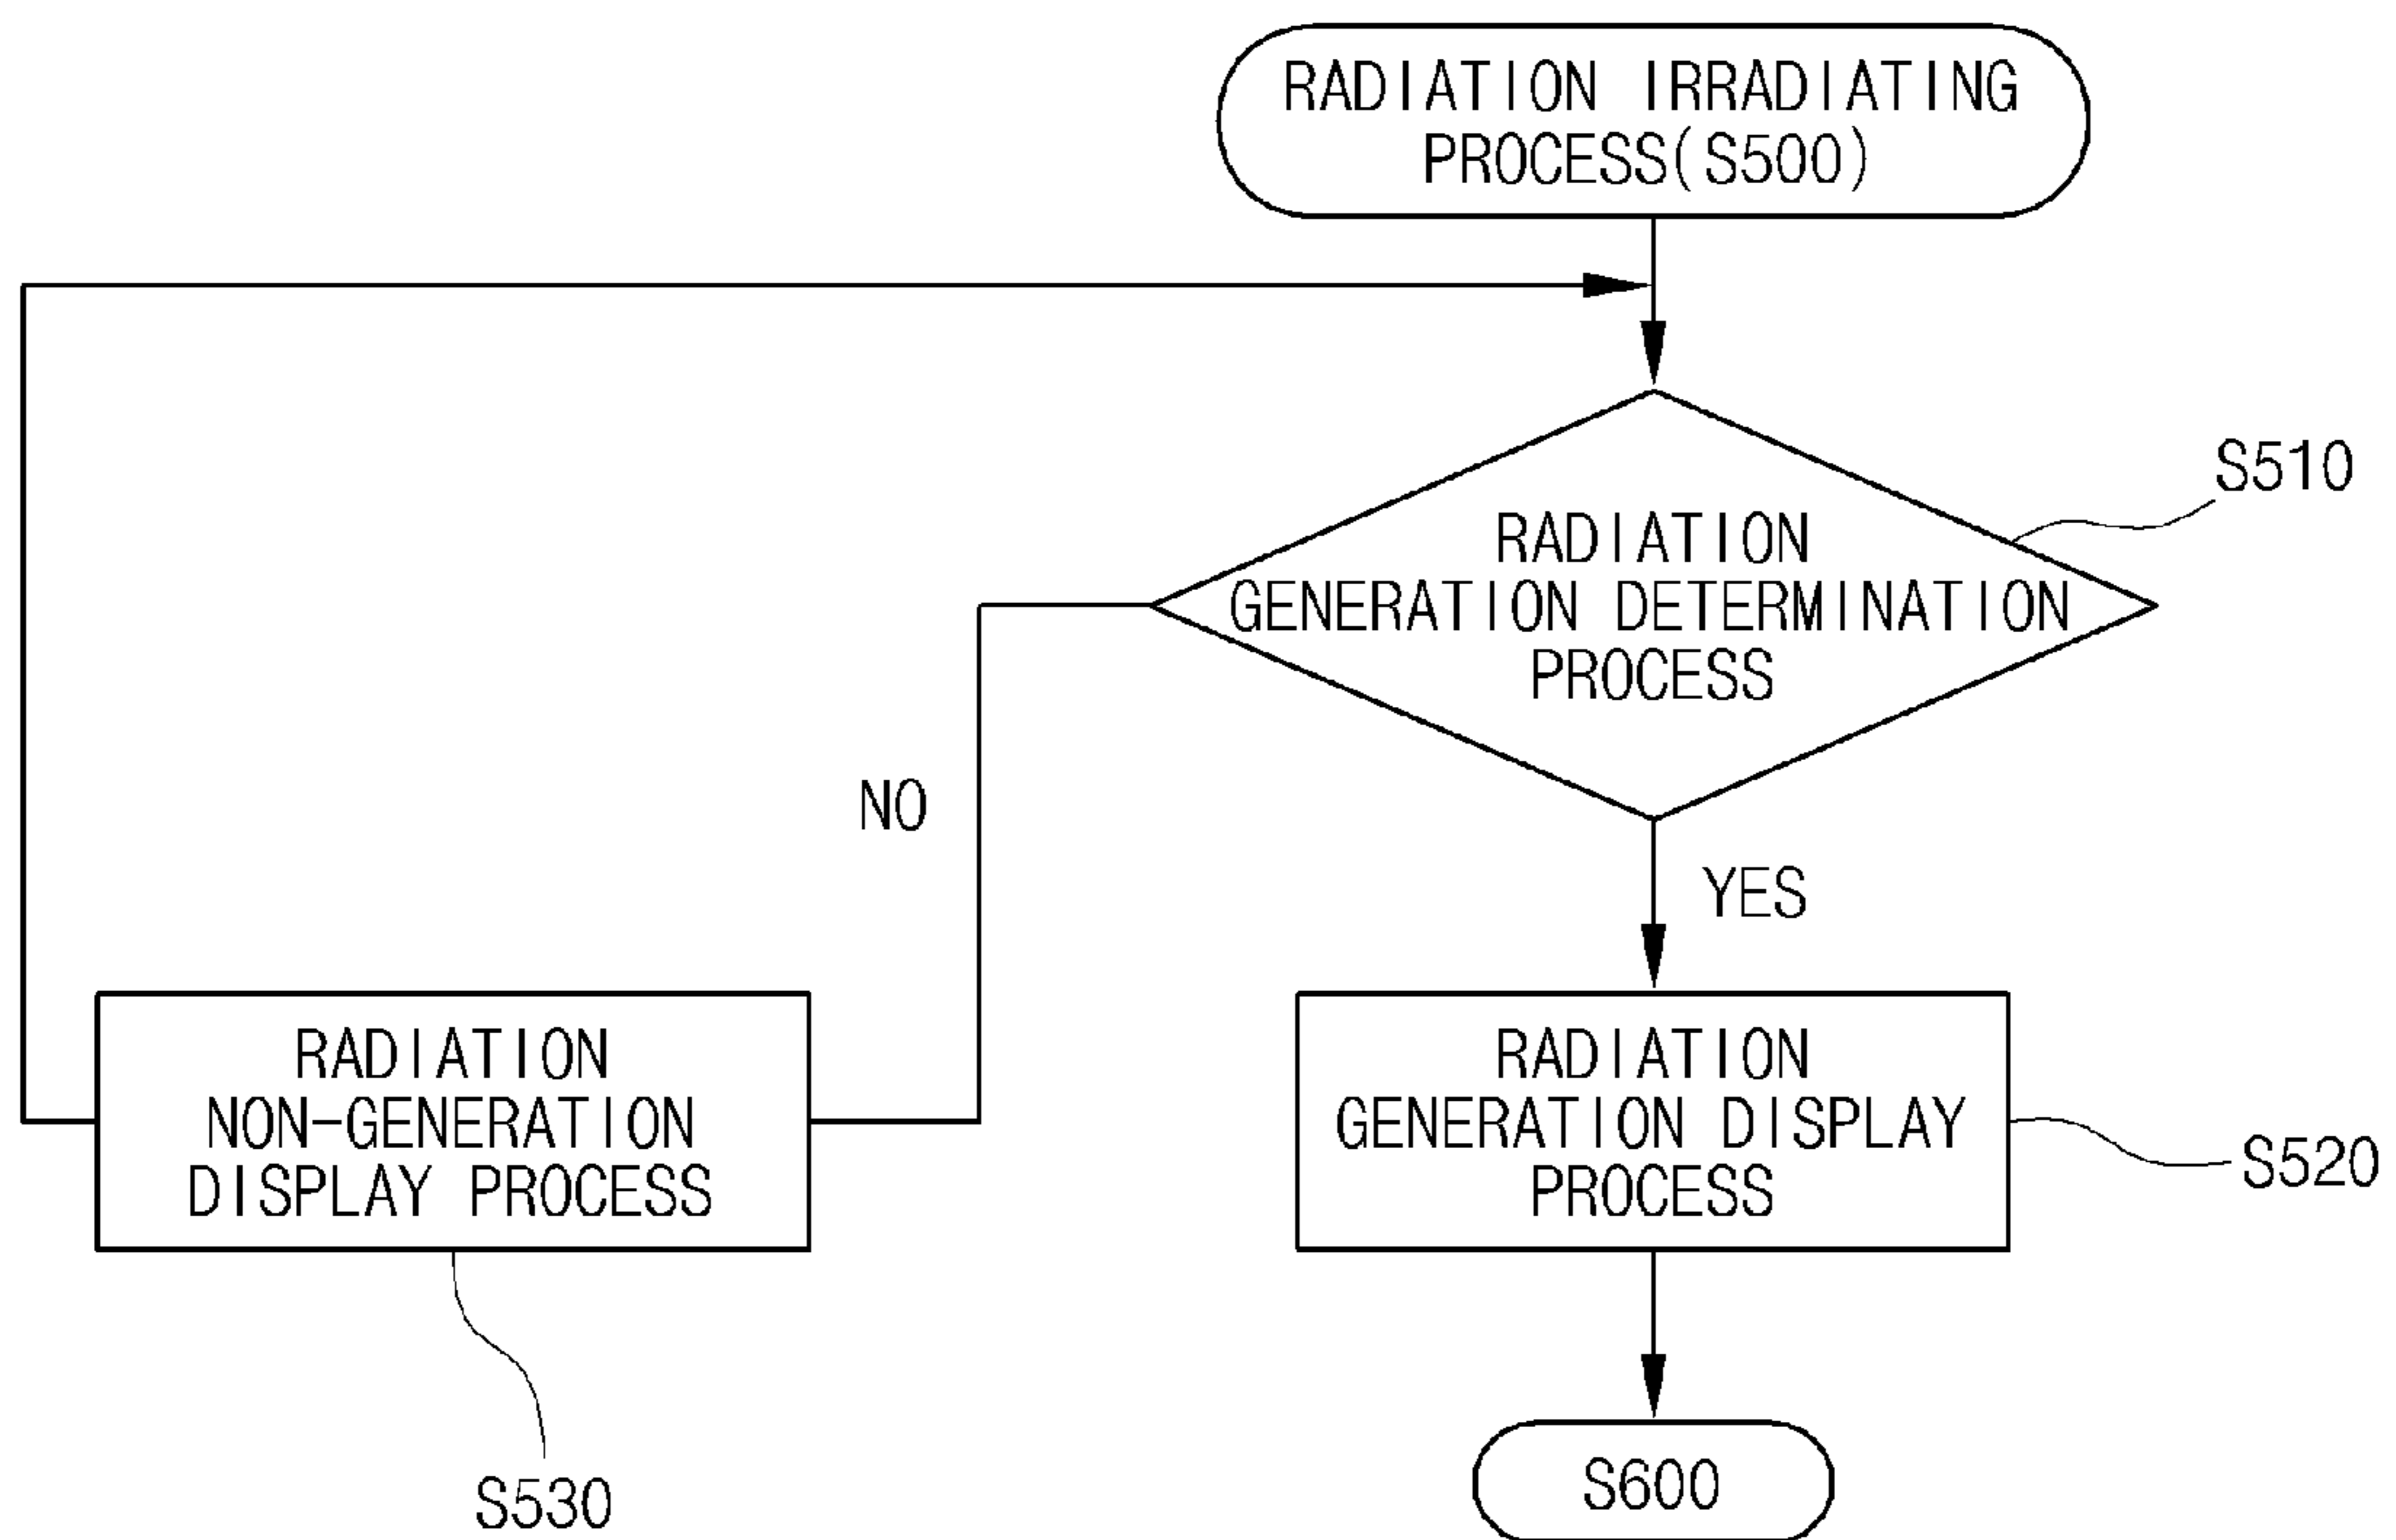 RADIATION IRRADIATING
PROCESS(S500)
S510
RADIATION
GENERATION DETERMINATION
PROCESS
NO
YES
RADIATION
NON-GENERATION
DISPLAY PROCESS
RADIATION
GENERATION DISPLAY
PROCESS
S520
S530
S600